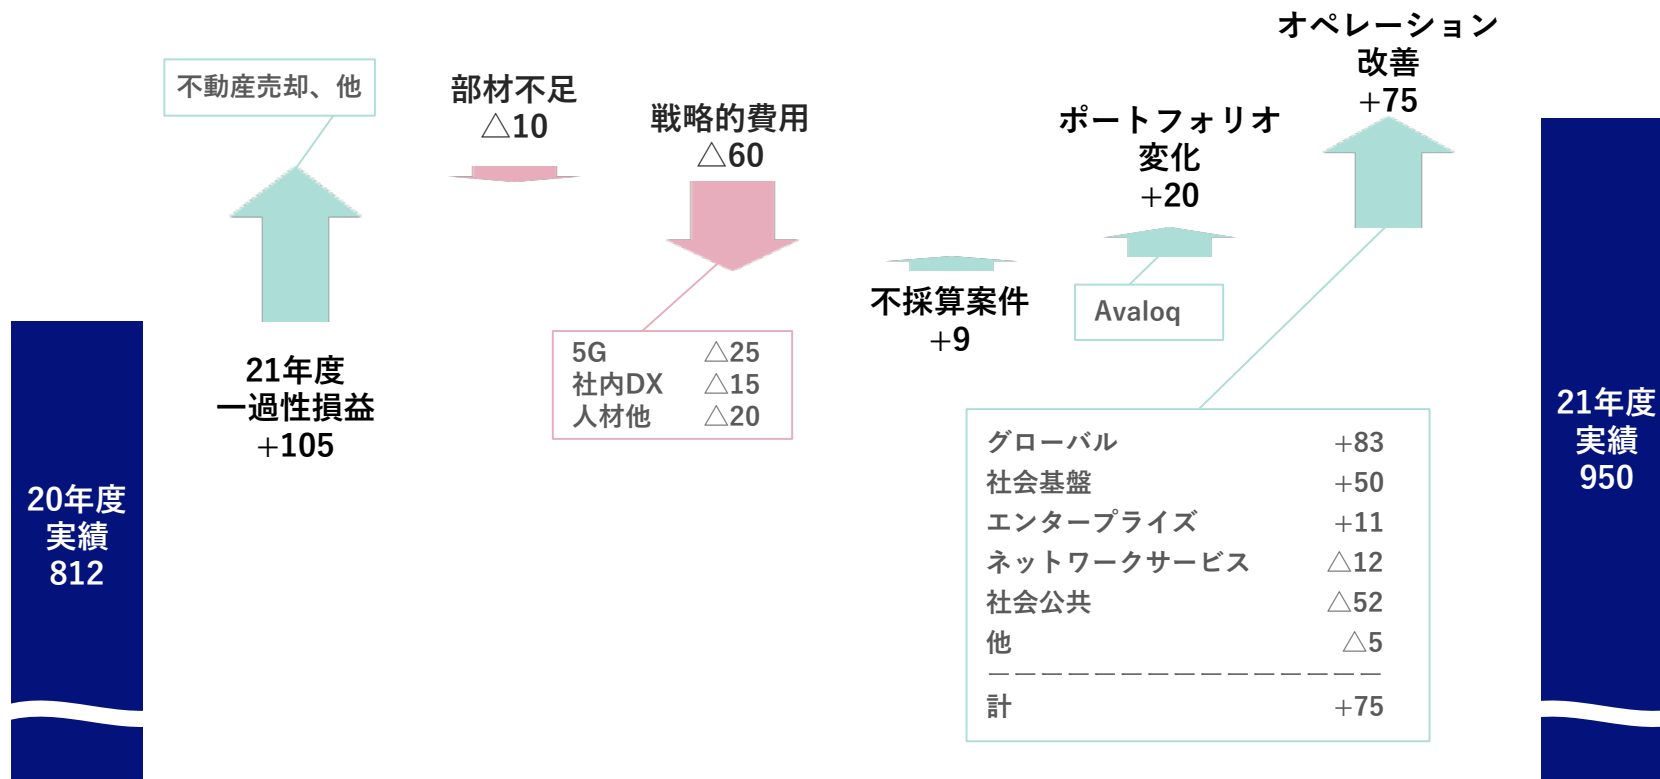 20年度
実績
812
不動産売却、他
21年度
一過性損益
+105
部材不足
△10
戦略的費用
△60
5G △25
社内DX △15
人材他 △20
不採算案件
+9
ポートフォリオ
変化
+20
Avaloq
オペレーション
改善
+75
グローバル +83
社会基盤 +50
エンタープライズ +11
ネットワークサービス △12
社会公共 △52
他 △5
計 +75
21年度
実績
950